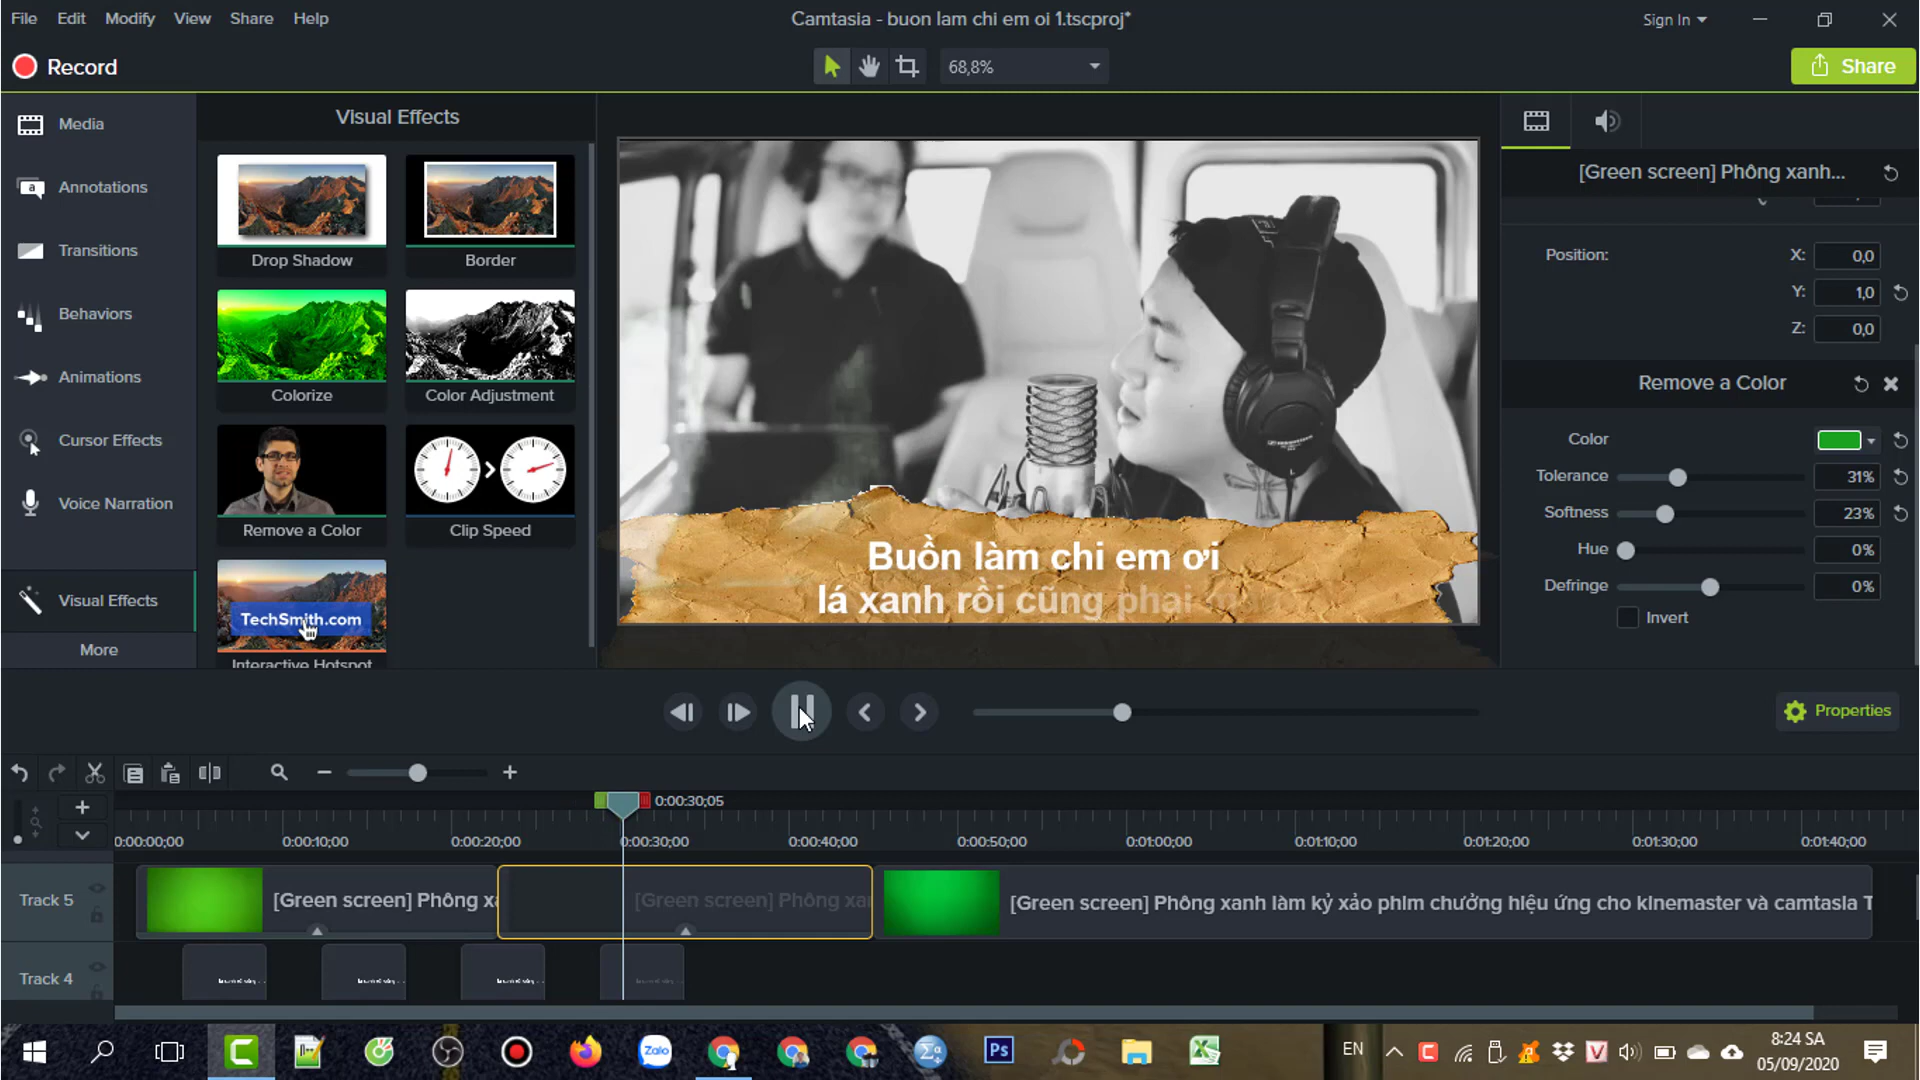 File Edit Modify View Share Help
Camtasia - buon lam chi em oi 1.tscproj*
Sign In
Record
68,8%
Share
Media
Annotations
Transitions
Behaviors
Animations
Cursor Effects
Voice Narration
Visual Effects
More
Visual Effects
Drop Shadow
Border
Colorize
Color Adjustment
Remove a Color
Clip Speed
TechSmith.com
Interactive Hotspot
Buồn làm chi em ơi
lá xanh rồi cũng phai
[Green screen] Phông xanh...
Position:
X: 0,0
Y: 1,0
Z: 0,0
Remove a Color
Color
Tolerance 31%
Softness 23%
Hue 0%
Defringe 0%
Invert
Properties
0:00:30;05
0:00:00;00 0:00:10;00 0:00:20;00 0:00:30;00 0:00:40;00 0:00:50;00 0:01:00;00 0:01:10;00 0:01:20;00 0:01:30;00 0:01:40;00
Track 5
[Green screen] Phông xa
[Green screen] Phông xa
[Green screen] Phông xanh làm kỷ xảo phim chưởng hiệu ứng cho kinemaster và camtasia T
Track 4
Zalo
Ps
EN
8:24 SA
05/09/2020